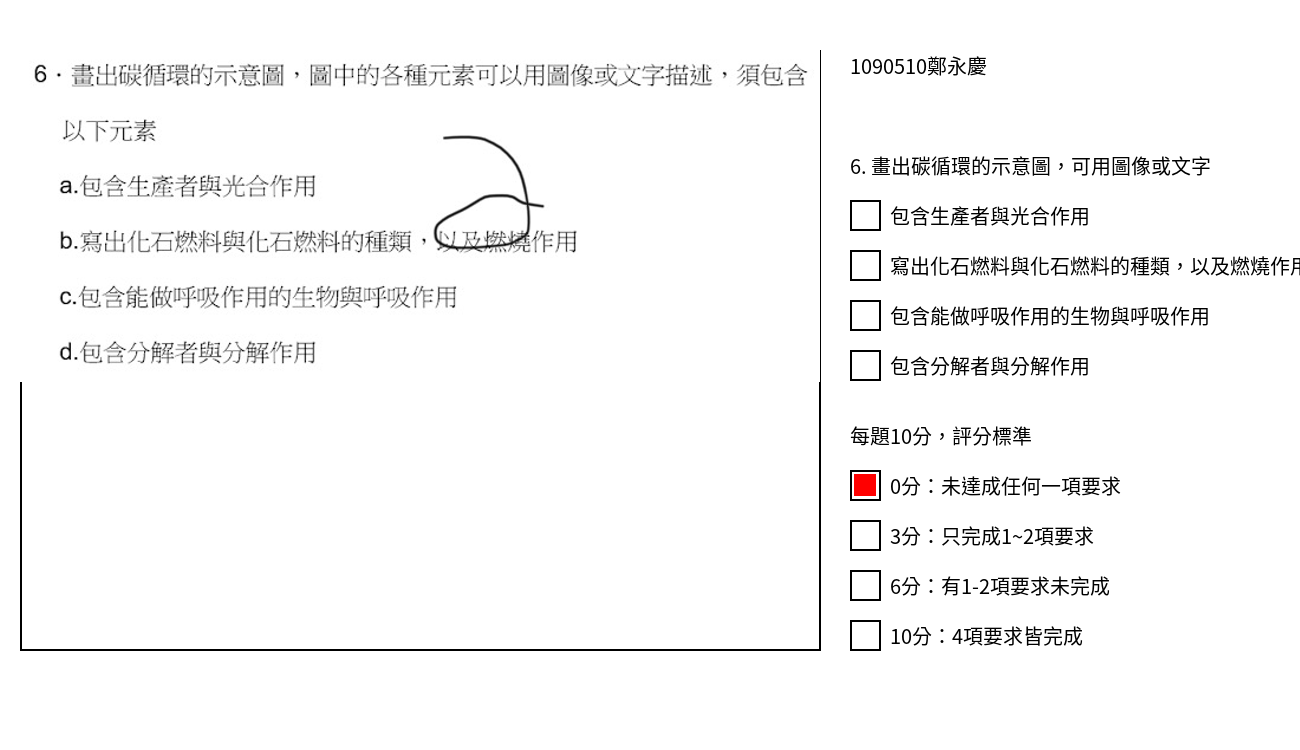 6．畫出碳循環的示意圖，圖中的各種元素可以用圖像或文字描述，須包含
以下元素
a.包含生產者與光合作用
b.寫出化石燃料與化石燃料的種類，以及燃燒作用
c.包含能做呼吸作用的生物與呼吸作用
d.包含分解者與分解作用
1090510鄭永慶
6. 畫出碳循環的示意圖，可用圖像或文字
包含生產者與光合作用
寫出化石燃料與化石燃料的種類，以及燃燒作用
包含能做呼吸作用的生物與呼吸作用
包含分解者與分解作用
每題10分，評分標準
0分：未達成任何一項要求
3分：只完成1~2項要求
6分：有1-2項要求未完成
10分：4項要求皆完成